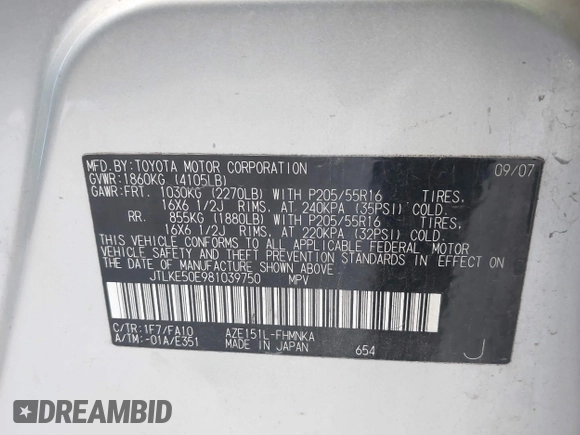 MFD.BY:TOYOTA MOTOR CORPORATION 09/07
GVWR:1860KG (4105LB)
GAWR:FRT. 1030KG (2270LB) WITH P205/55R16 TIRES,
16X6 1/2J RIMS, AT 240KPA (35PSI) COLD.
RR. 855KG (1880LB) WITH P205/55R16 TIRES,
16X6 1/2J RIMS, AT 220KPA (32PSI) COLD.
THIS VEHICLE CONFORMS TO ALL APPLICABLE FEDERAL MOTOR
VEHICLE SAFETY AND THEFT PREVENTION STANDARDS IN EFFECT
ON THE DATE OF MANUFACTURE SHOWN ABOVE.
JTLKE50E981039750 MPV
C/TR:1F7/FA10 AZE151L-FHMNKA
A/TM:-01A/E351 MADE IN JAPAN 654 J
DREAMBID